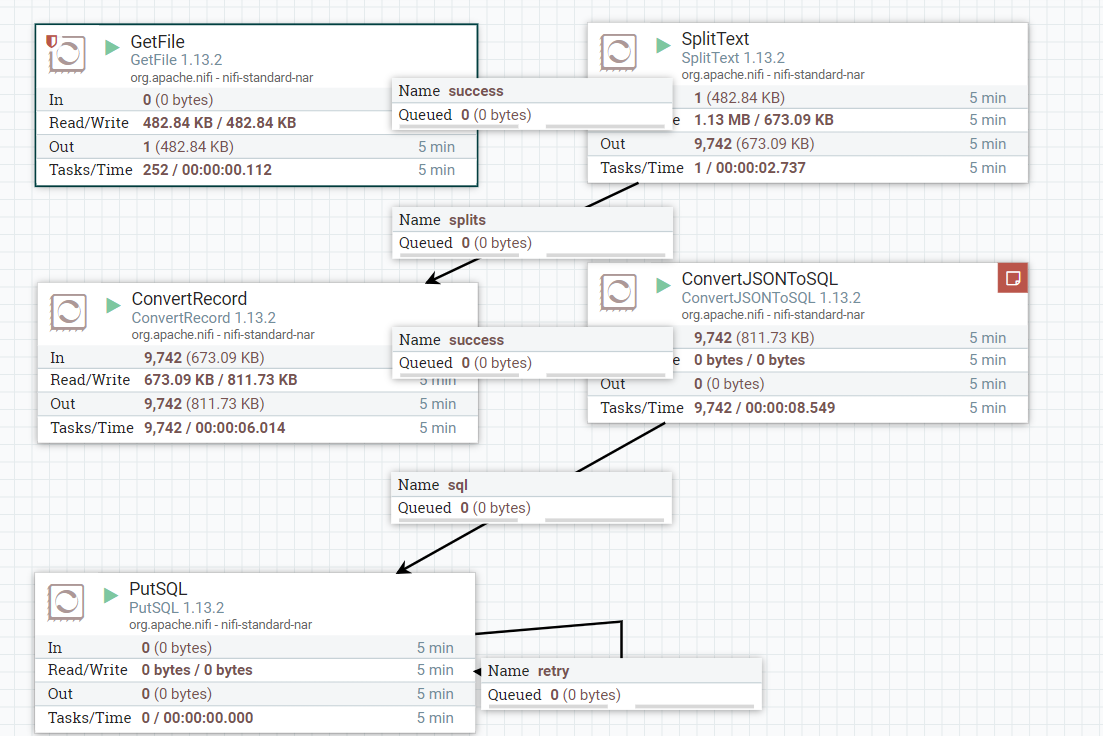 GetFile
GetFile 1.13.2
org.apache.nifi - nifi-standard-nar
In 0 (0 bytes)
Read/Write 482.84 KB / 482.84 KB
Out 1 (482.84 KB) 5 min
Tasks/Time 252 / 00:00:00.112 5 min
Name success
Queued 0 (0 bytes)
SplitText
SplitText 1.13.2
org.apache.nifi - nifi-standard-nar
1 (482.84 KB) 5 min
e 1.13 MB / 673.09 KB 5 min
Out 9,742 (673.09 KB) 5 min
Tasks/Time 1 / 00:00:02.737 5 min
Name splits
Queued 0 (0 bytes)
ConvertRecord
ConvertRecord 1.13.2
org.apache.nifi - nifi-standard-nar
In 9,742 (673.09 KB)
Read/Write 673.09 KB / 811.73 KB 5 min
Out 9,742 (811.73 KB) 5 min
Tasks/Time 9,742 / 00:00:06.014 5 min
Name success
Queued 0 (0 bytes)
ConvertJSONToSQL
ConvertJSONToSQL 1.13.2
org.apache.nifi - nifi-standard-nar
9,742 (811.73 KB) 5 min
e 0 bytes / 0 bytes 5 min
Out 0 (0 bytes) 5 min
Tasks/Time 9,742 / 00:00:08.549 5 min
Name sql
Queued 0 (0 bytes)
PutSQL
PutSQL 1.13.2
org.apache.nifi - nifi-standard-nar
In 0 (0 bytes) 5 min
Read/Write 0 bytes / 0 bytes 5 min
Out 0 (0 bytes) 5 min
Tasks/Time 0 / 00:00:00.000 5 min
Name retry
Queued 0 (0 bytes)